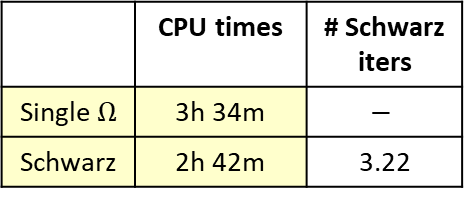 CPU times # Schwarz
iters
Single Ω 3h 34m —
Schwarz 2h 42m 3.22